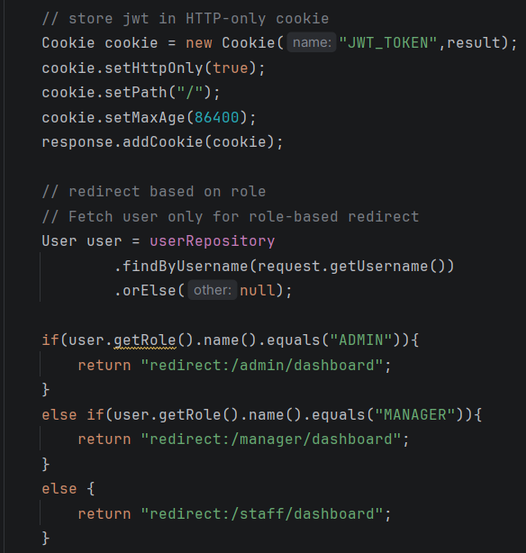 // store jwt in HTTP-only cookie
Cookie cookie = new Cookie( name: "JWT_TOKEN",result);
cookie.setHttpOnly(true);
cookie.setPath("/");
cookie.setMaxAge(86400);
response.addCookie(cookie);
// redirect based on role
// Fetch user only for role-based redirect
User user = userRepository
.findByUsername(request.getUsername())
.orElse( other: null);
if(user.getRole().name().equals("ADMIN")){
return "redirect:/admin/dashboard";
}
else if(user.getRole().name().equals("MANAGER")){
return "redirect:/manager/dashboard";
}
else {
return "redirect:/staff/dashboard";
}